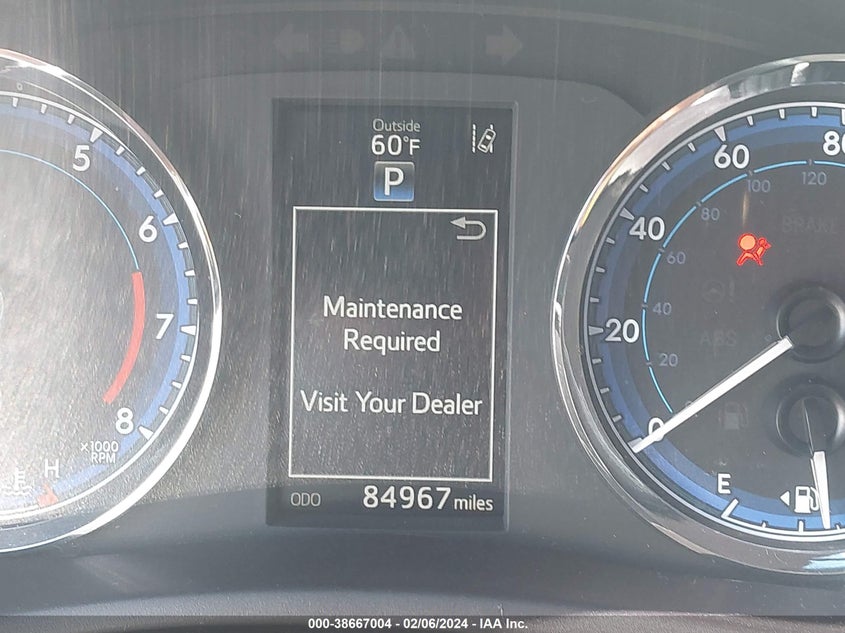 Outside
60°F
P
Maintenance
Required
Visit Your Dealer
ODO 84967 miles
5
6
7
8
×1000
RPM
H
0
20
40
60
80
20
40
60
80
100
120
BRAKE
ABS
E
000-38667004 - 02/06/2024 - IAA Inc.